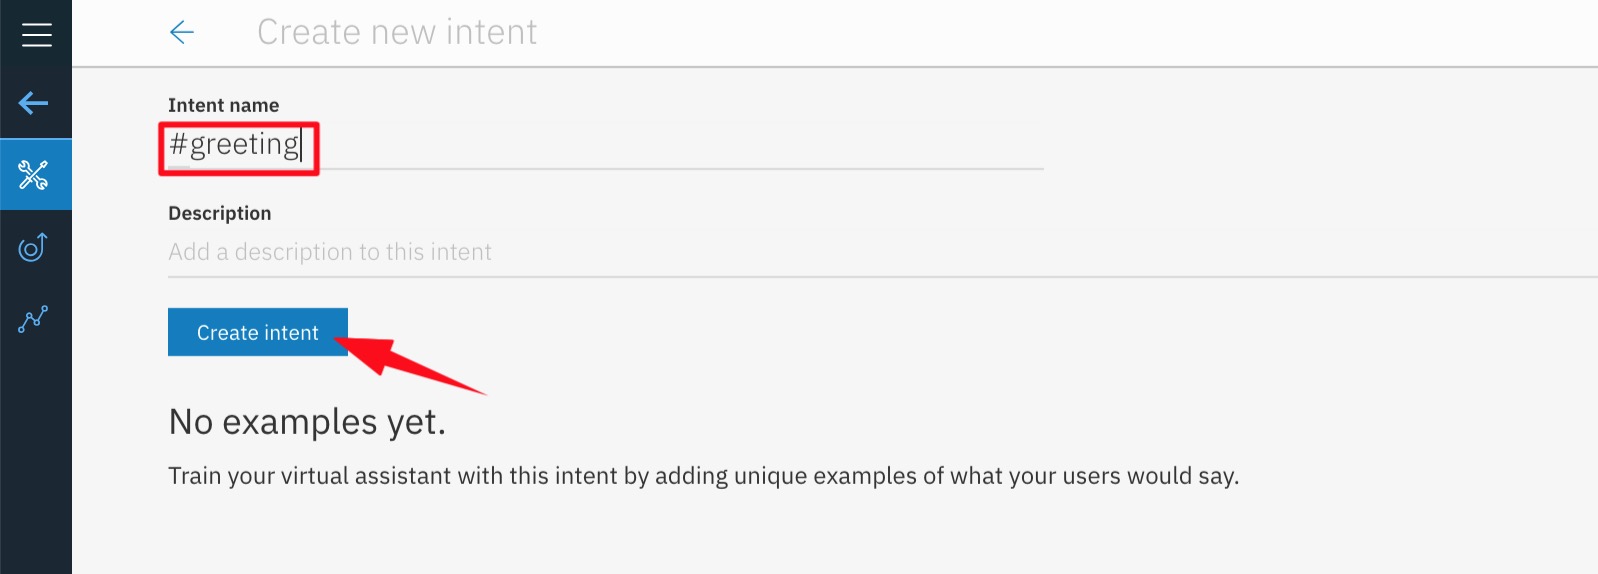 Create new intent
Intent name
#greeting
Description
Add a description to this intent
Create intent
No examples yet.
Train your virtual assistant with this intent by adding unique examples of what your users would say.